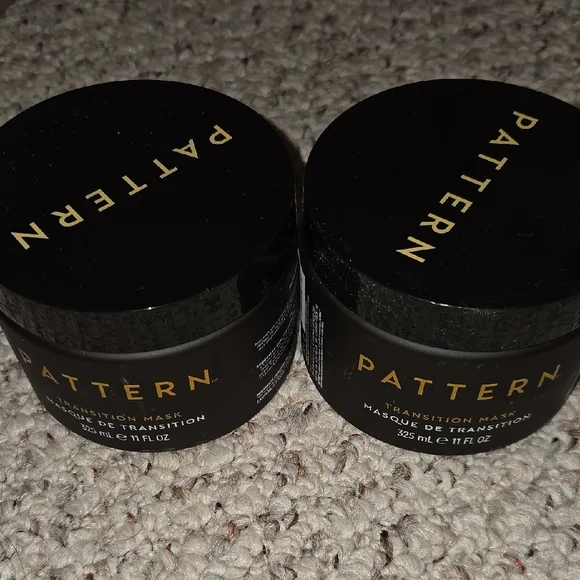 PATTERN
PATTERN
PATTERN™
TRANSITION MASK
MASQUE DE TRANSITION
325 mL e 11 FL OZ
PATTERN
TRANSITION MASK
MASQUE DE TRANSITION
325 mL e 11 FL OZ